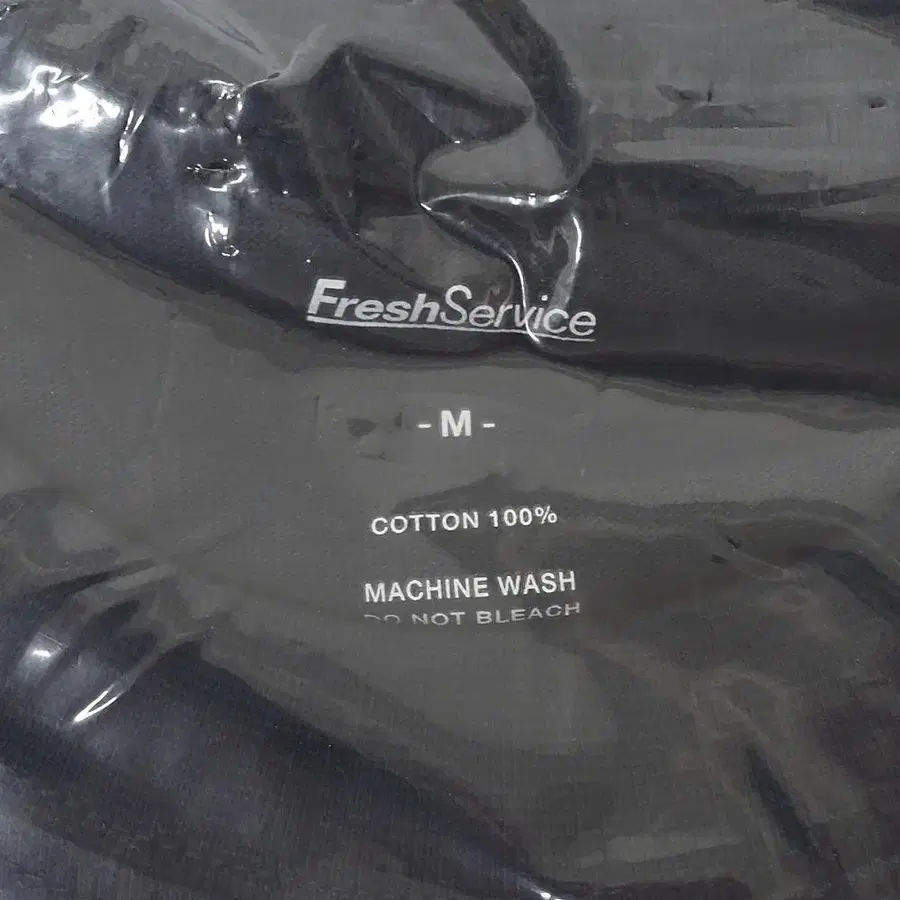 FreshService
- M -
COTTON 100%
MACHINE WASH
DO NOT BLEACH